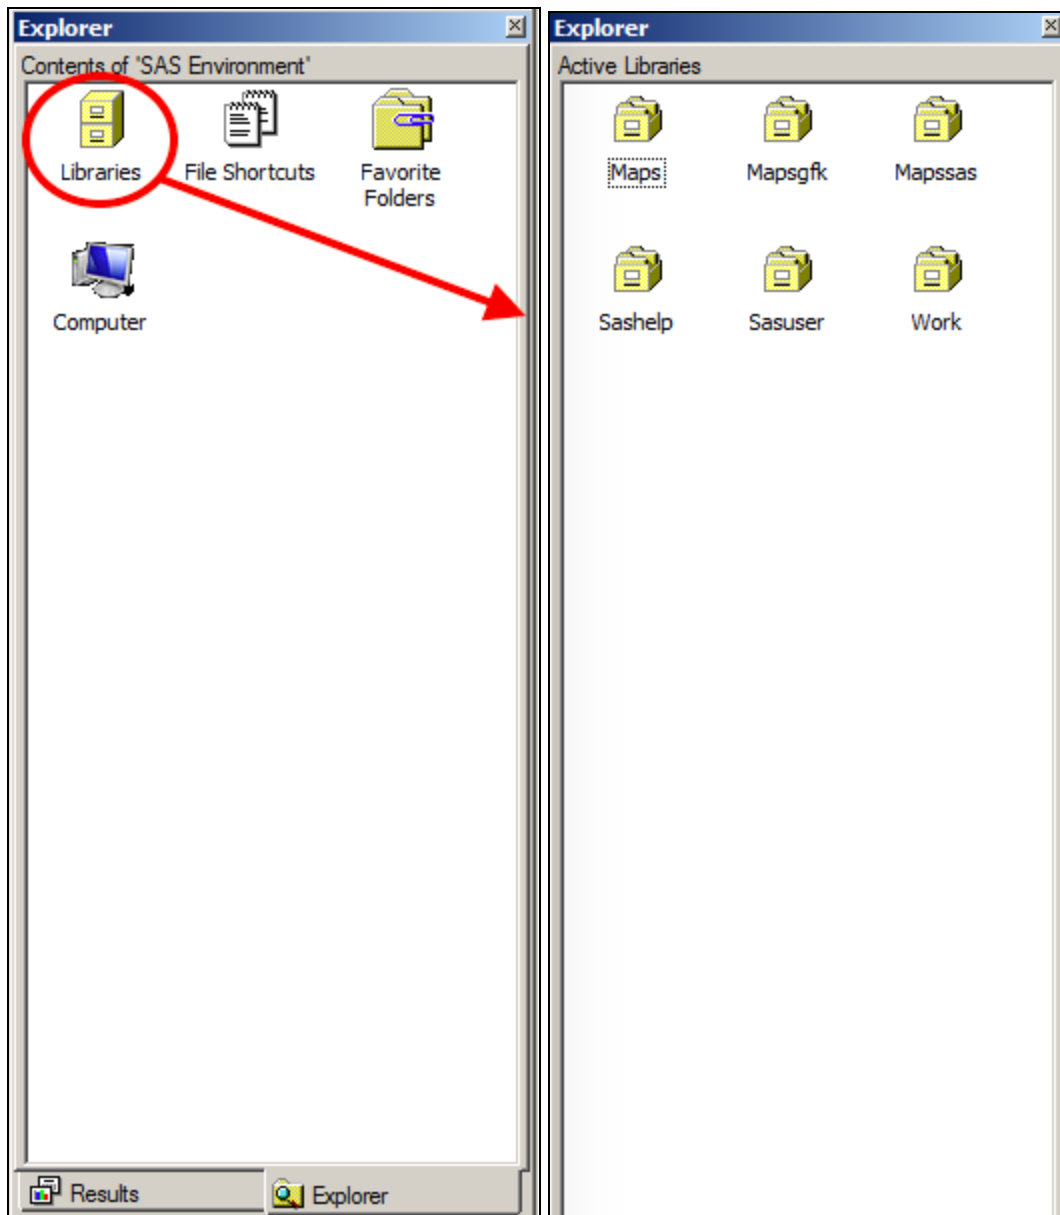 Explorer
Contents of 'SAS Environment'
Libraries
File Shortcuts
Favorite
Folders
Computer
Results
Explorer
Explorer
Active Libraries
Maps
Mapsgfk
Mapssas
Sashelp
Sasuser
Work